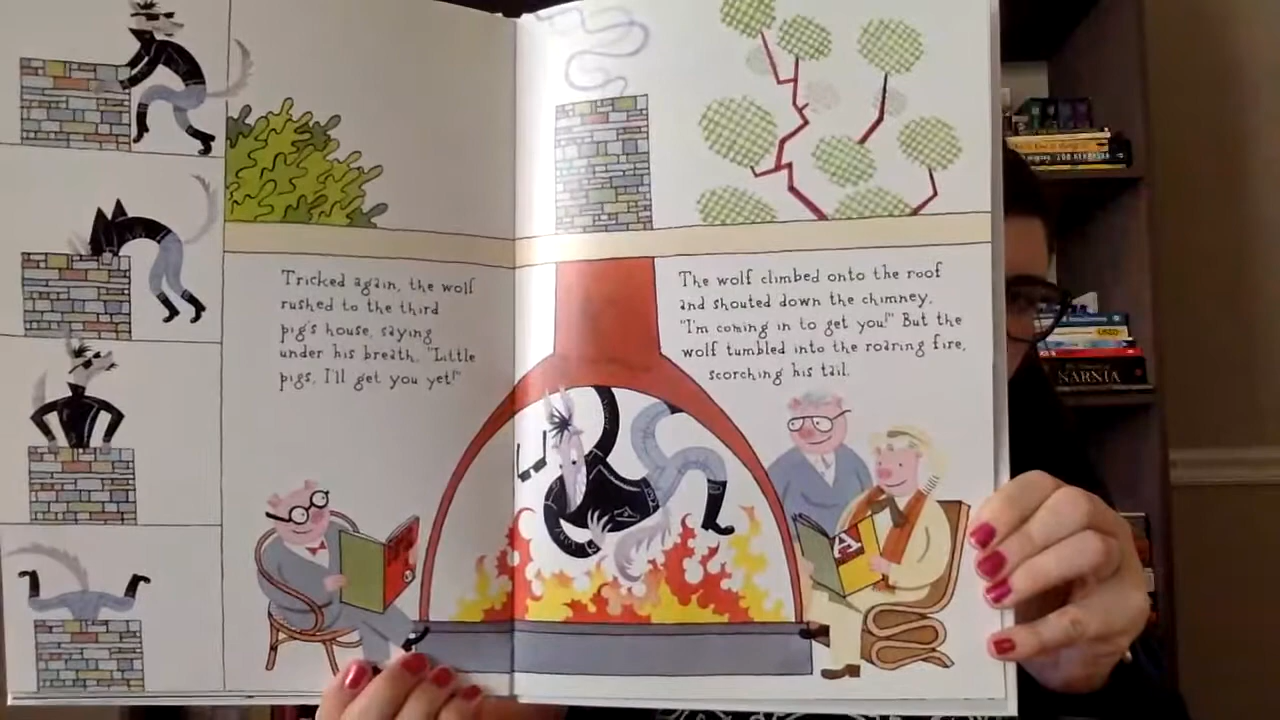 Tricked again, the wolf
rushed to the third
pig's house, saying
under his breath, "Little
pigs, I'll get you yet!"
The wolf climbed onto the roof
and shouted down the chimney,
"I'm coming in to get you!" But the
wolf tumbled into the roaring fire,
scorching his tail.
A
NARNIA